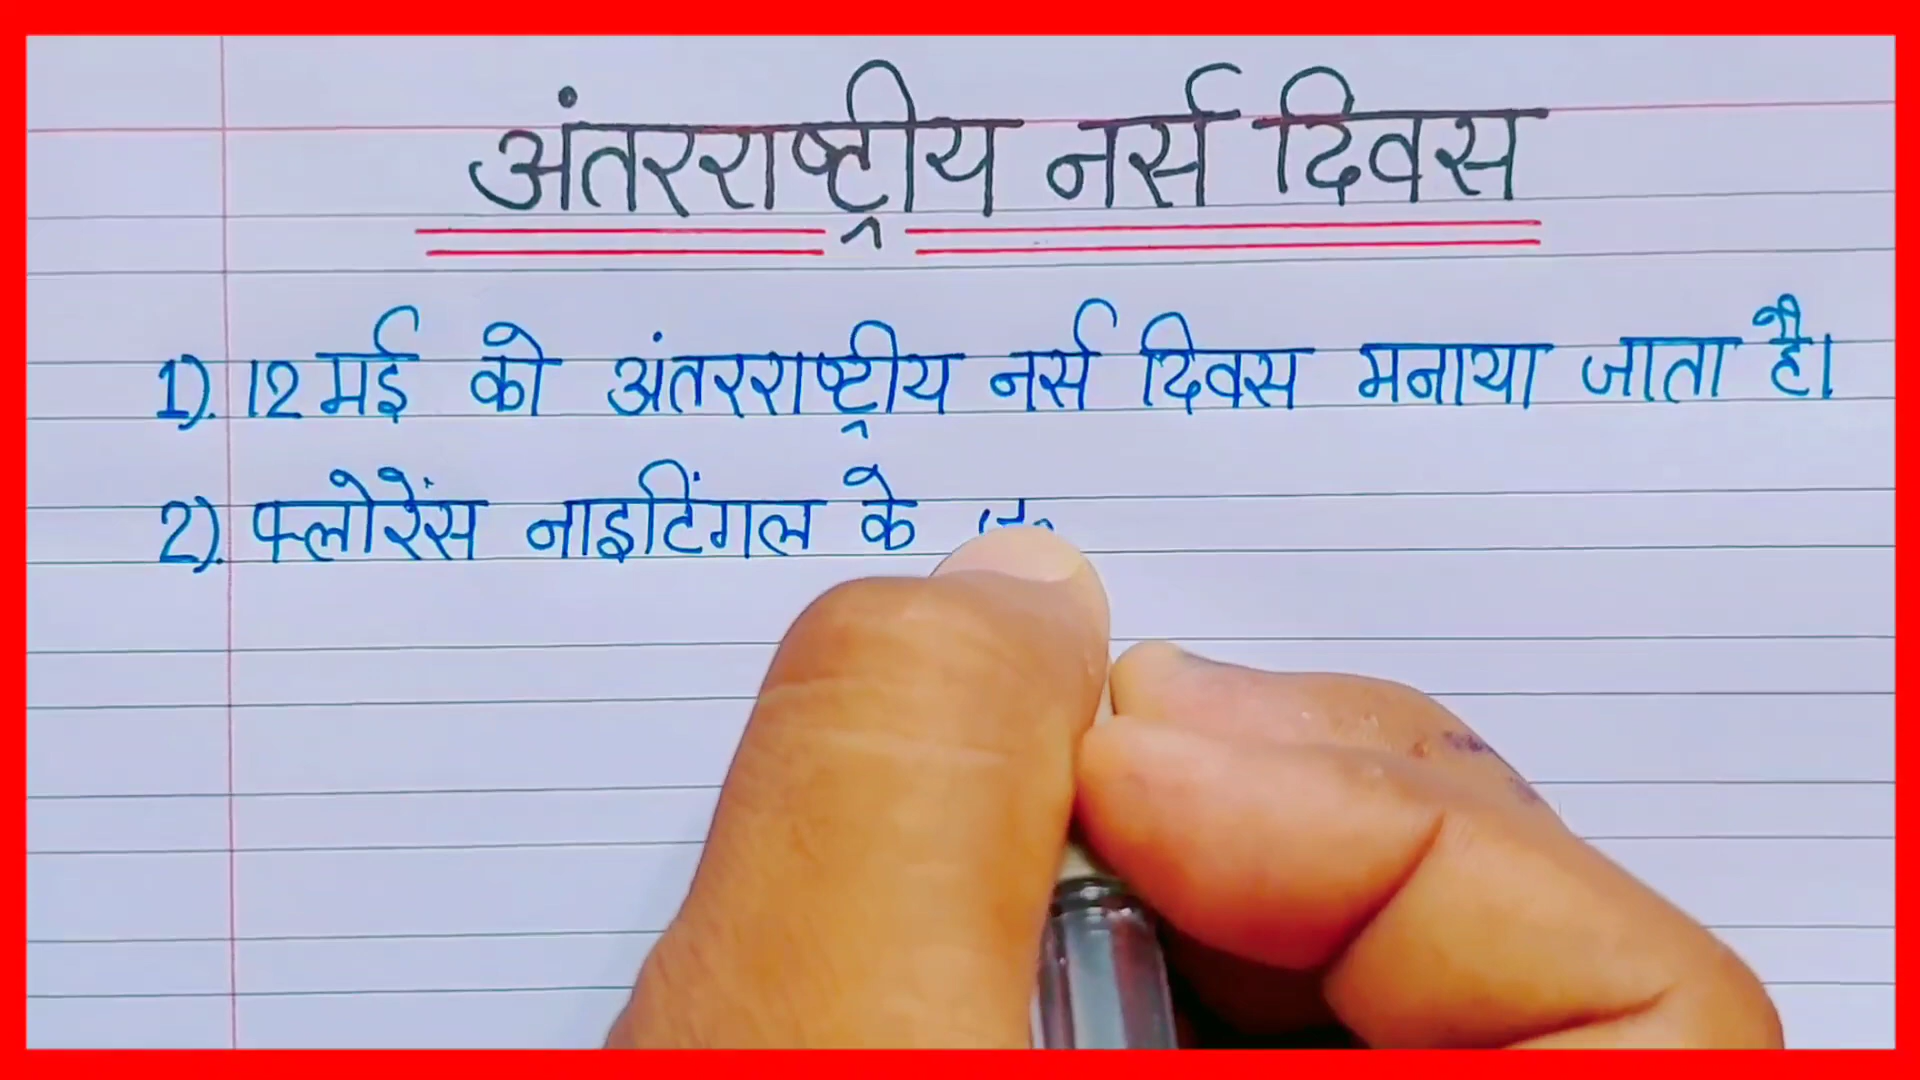 अंतरराष्ट्रीय नर्स दिवस
1). 12 मई को अंतरराष्ट्रीय नर्स दिवस मनाया जाता है।
2). फ्लोरेंस नाइटिंगल के